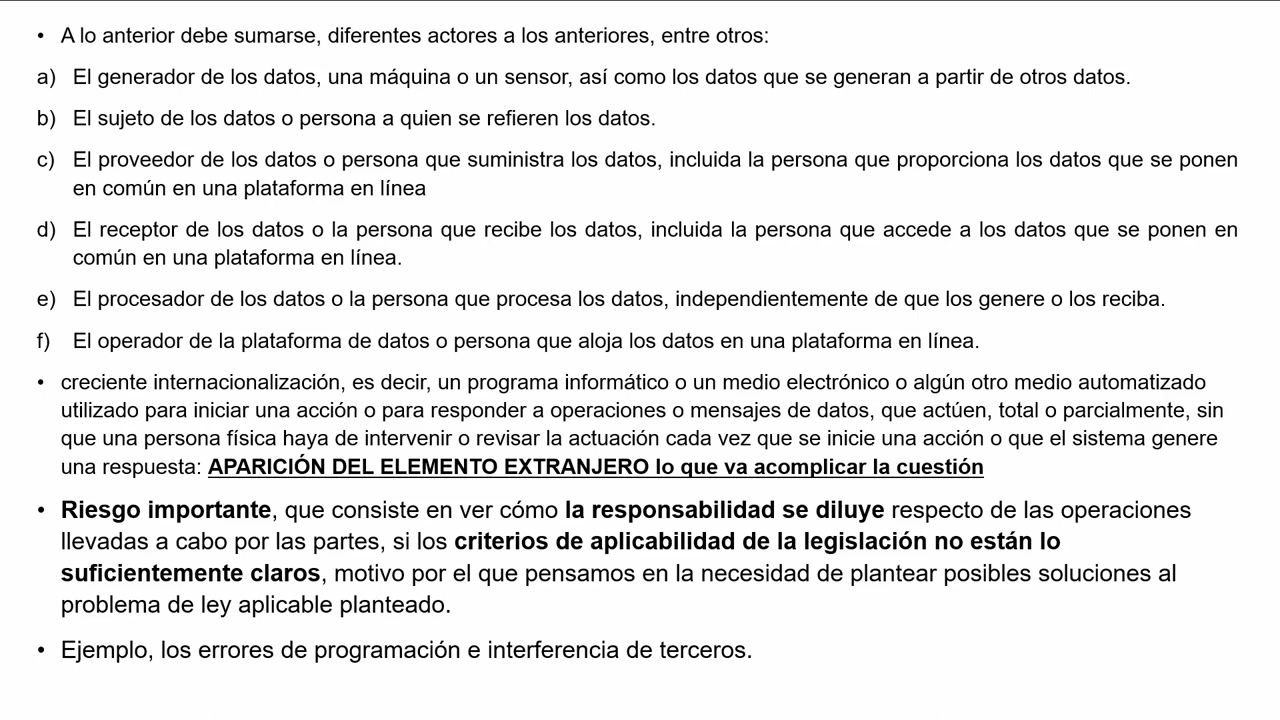 • A lo anterior debe sumarse, diferentes actores a los anteriores, entre otros:
a) El generador de los datos, una máquina o un sensor, así como los datos que se generan a partir de otros datos.
b) El sujeto de los datos o persona a quien se refieren los datos.
c) El proveedor de los datos o persona que suministra los datos, incluida la persona que proporciona los datos que se ponen
en común en una plataforma en línea
d) El receptor de los datos o la persona que recibe los datos, incluida la persona que accede a los datos que se ponen en
común en una plataforma en línea.
e) El procesador de los datos o la persona que procesa los datos, independientemente de que los genere o los reciba.
f) El operador de la plataforma de datos o persona que aloja los datos en una plataforma en línea.
• creciente internacionalización, es decir, un programa informático o un medio electrónico o algún otro medio automatizado
utilizado para iniciar una acción o para responder a operaciones o mensajes de datos, que actúen, total o parcialmente, sin
que una persona física haya de intervenir o revisar la actuación cada vez que se inicie una acción o que el sistema genere
una respuesta: APARICIÓN DEL ELEMENTO EXTRANJERO lo que va acomplicar la cuestión
• Riesgo importante, que consiste en ver cómo la responsabilidad se diluye respecto de las operaciones
llevadas a cabo por las partes, si los criterios de aplicabilidad de la legislación no están lo
suficientemente claros, motivo por el que pensamos en la necesidad de plantear posibles soluciones al
problema de ley aplicable planteado.
• Ejemplo, los errores de programación e interferencia de terceros.